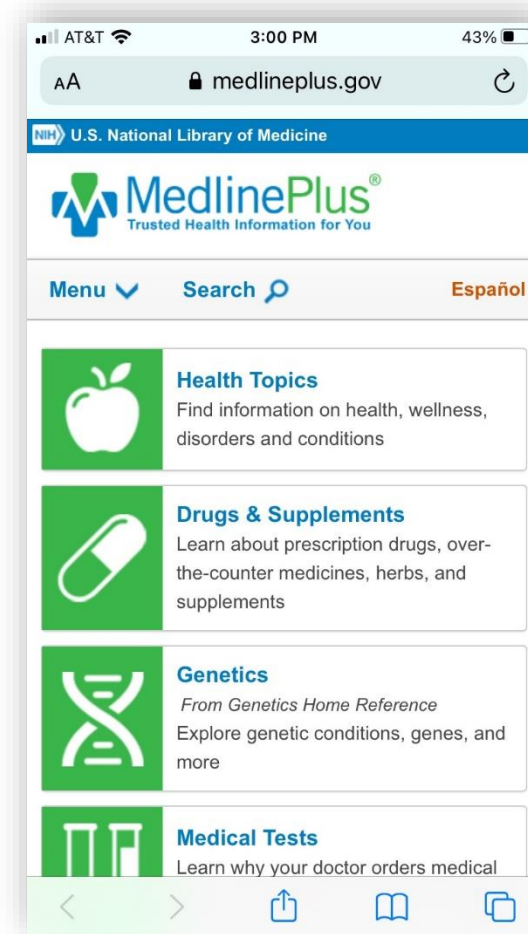 AT&T 3:00 PM 43%
AA medlineplus.gov
NIH U.S. National Library of Medicine
MedlinePlus®
Trusted Health Information for You
Menu Search Español
Health Topics
Find information on health, wellness,
disorders and conditions
Drugs & Supplements
Learn about prescription drugs, over-
the-counter medicines, herbs, and
supplements
Genetics
From Genetics Home Reference
Explore genetic conditions, genes, and
more
Medical Tests
Learn why your doctor orders medical